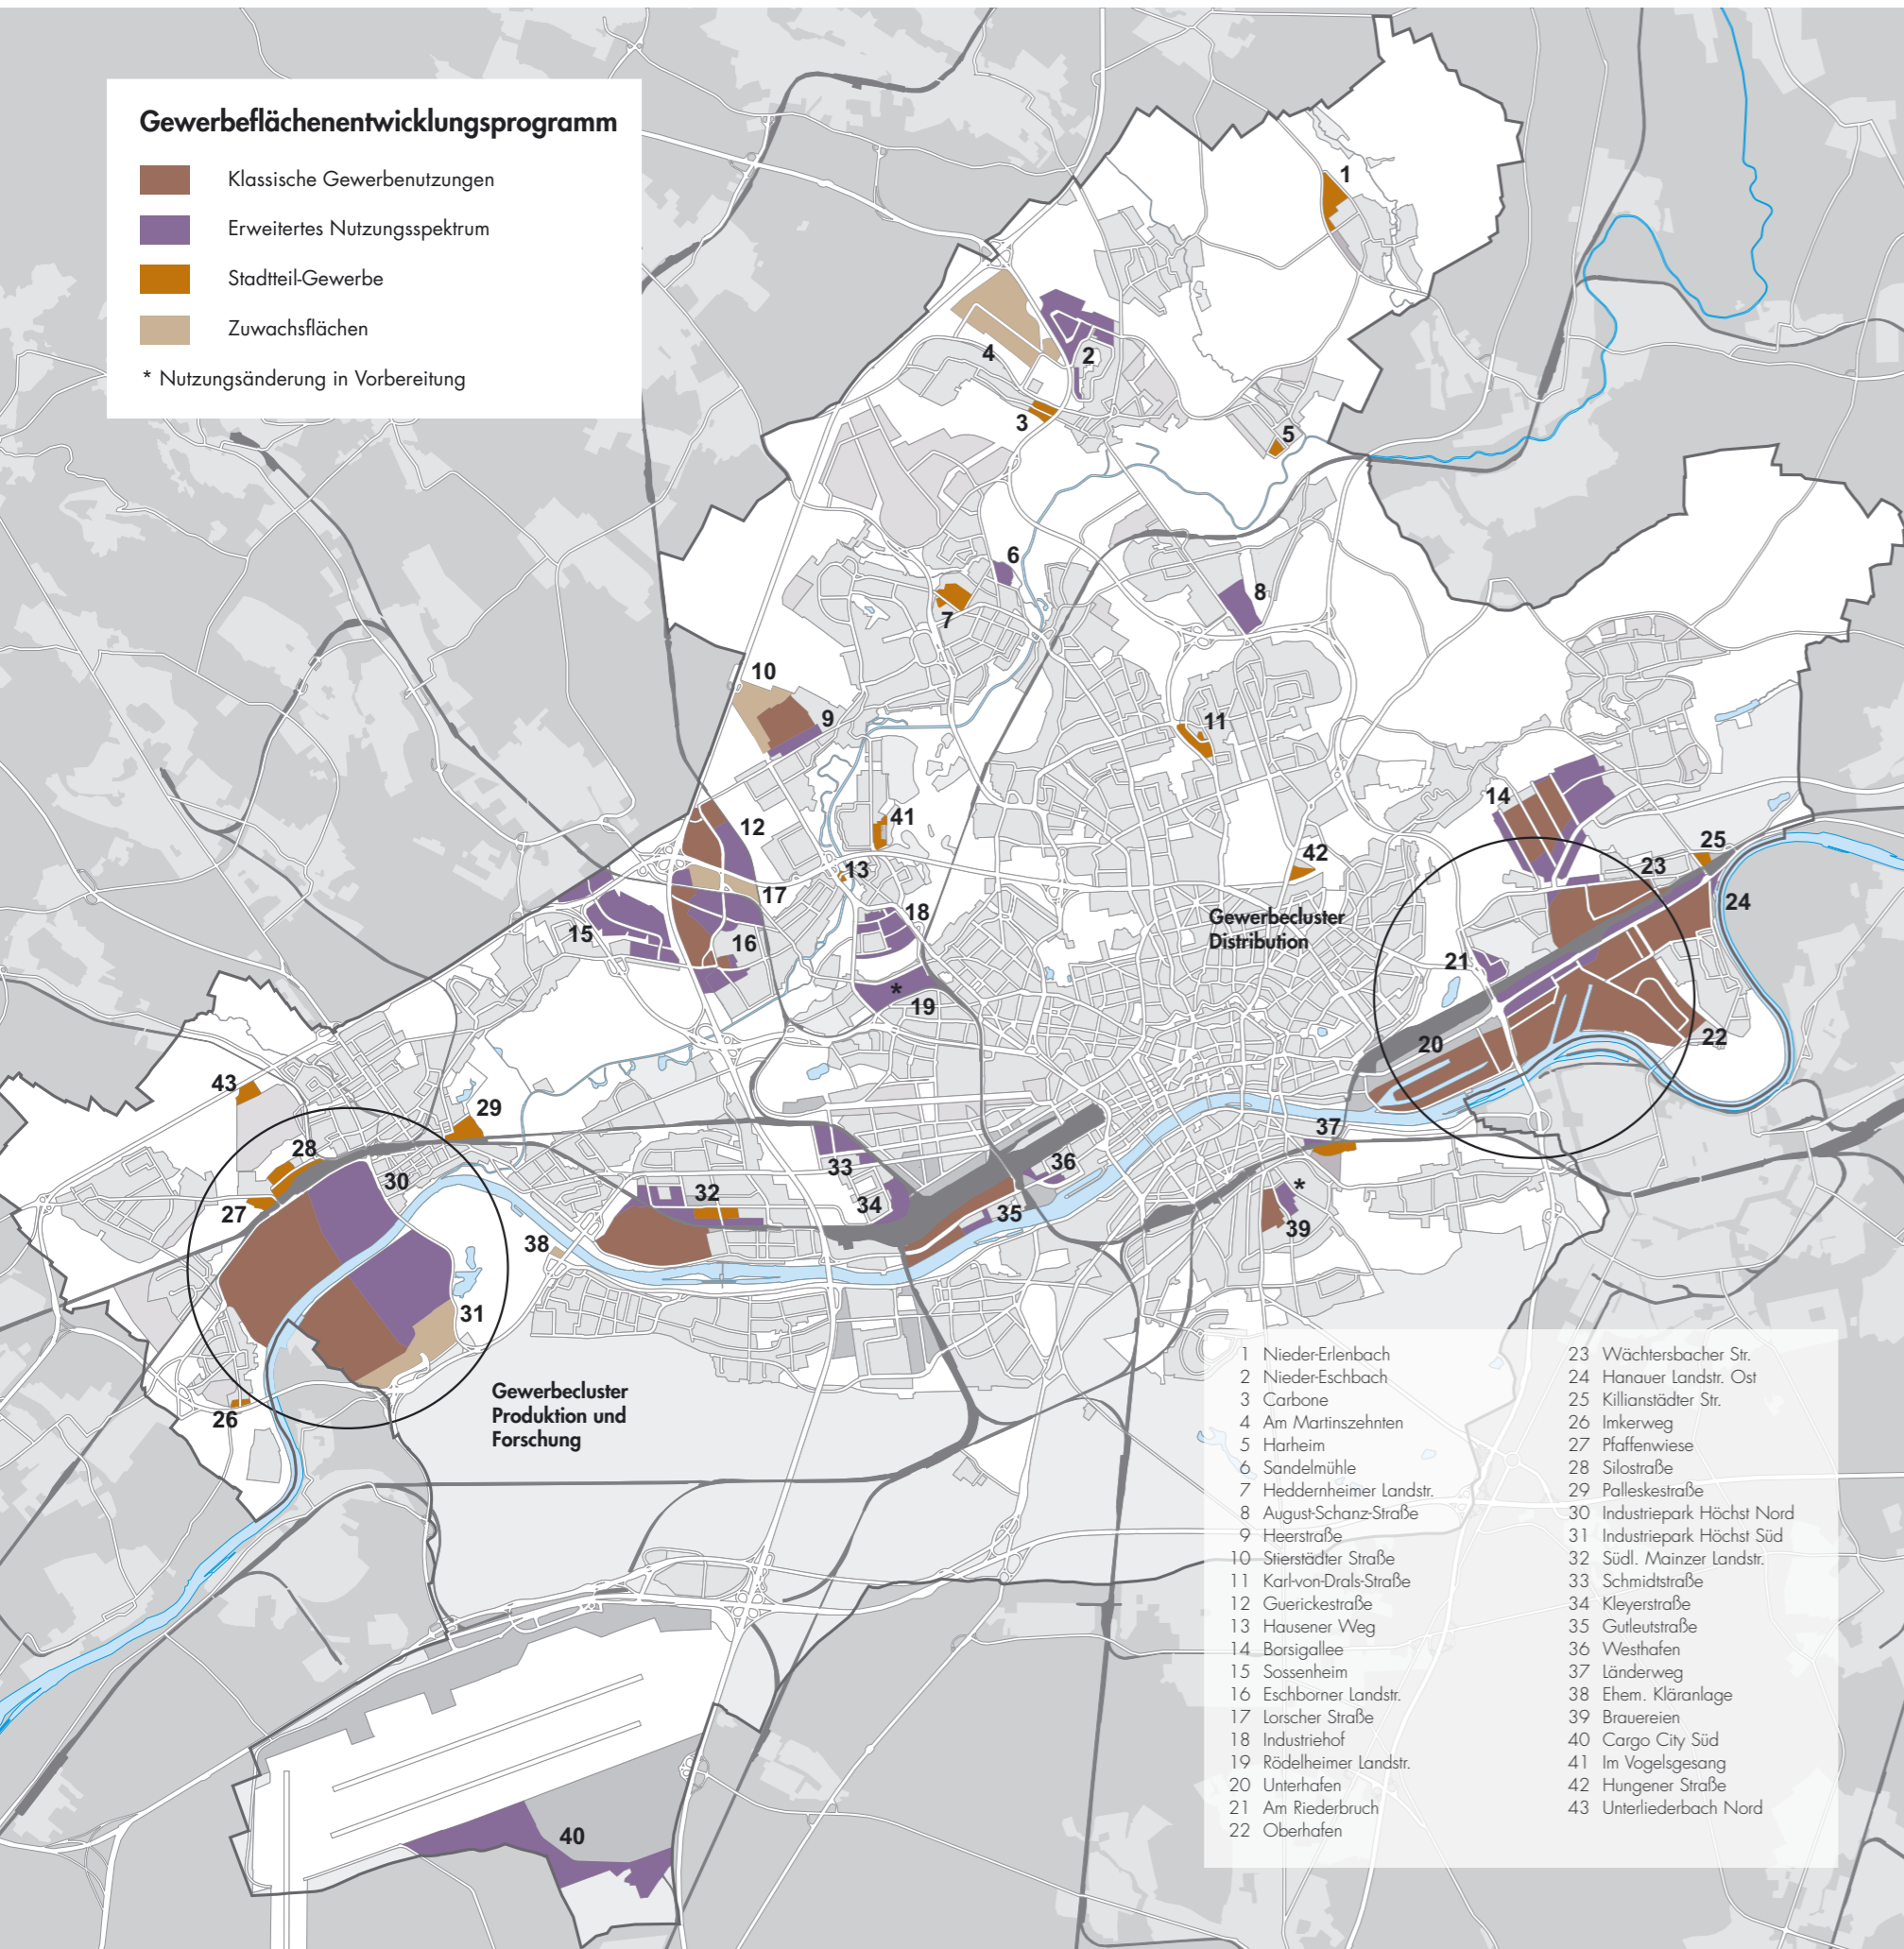 Gewerbeflächenentwicklungsprogramm
Klassische Gewerbenutzungen
Erweitertes Nutzungsspektrum
Stadtteil-Gewerbe
Zuwachsflächen
* Nutzungsänderung in Vorbereitung
1
2
4
3
5
6
7
8
10
9
11
12
41
13
42
14
25
23
24
17
18
15
16
Gewerbecluster
Distribution
21
*
19
20
22
43
29
28
37
30
33
36
32
34
*
27
35
39
38
31
Gewerbecluster
Produktion und
Forschung
26
40
1 Nieder-Erlenbach
2 Nieder-Eschbach
3 Carbone
4 Am Martinszehnten
5 Harheim
6 Sandelmühle
7 Heddernheimer Landstr.
8 August-Schanz-Straße
9 Heerstraße
10 Stierstädter Straße
11 Karl-von-Drals-Straße
12 Guerickestraße
13 Hausener Weg
14 Borsigallee
15 Sossenheim
16 Eschborner Landstr.
17 Lorscher Straße
18 Industriehof
19 Rödelheimer Landstr.
20 Unterhafen
21 Am Riederbruch
22 Oberhafen
23 Wächtersbacher Str.
24 Hanauer Landstr. Ost
25 Killianstädter Str.
26 Imkerweg
27 Pfaffenwiese
28 Silostraße
29 Palleskestraße
30 Industriepark Höchst Nord
31 Industriepark Höchst Süd
32 Südl. Mainzer Landstr.
33 Schmidtstraße
34 Kleyerstraße
35 Gutleutstraße
36 Westhafen
37 Länderweg
38 Ehem. Kläranlage
39 Brauereien
40 Cargo City Süd
41 Im Vogelsgesang
42 Hungener Straße
43 Unterliederbach Nord